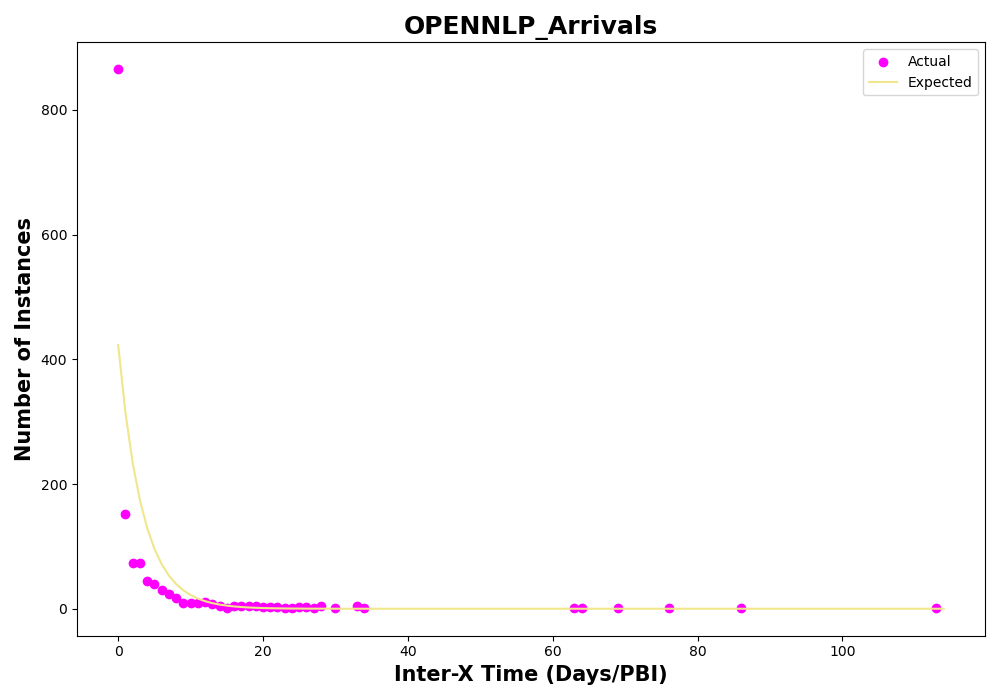 OPENNLP_Arrivals
Actual
Expected
800
600
400
200
0
Number of Instances
0 20 40 60 80 100
Inter-X Time (Days/PBI)